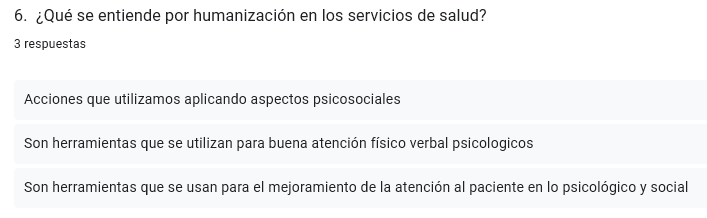 6. ¿Qué se entiende por humanización en los servicios de salud?
3 respuestas
Acciones que utilizamos aplicando aspectos psicosociales
Son herramientas que se utilizan para buena atención físico verbal psicologicos
Son herramientas que se usan para el mejoramiento de la atención al paciente en lo psicológico y social